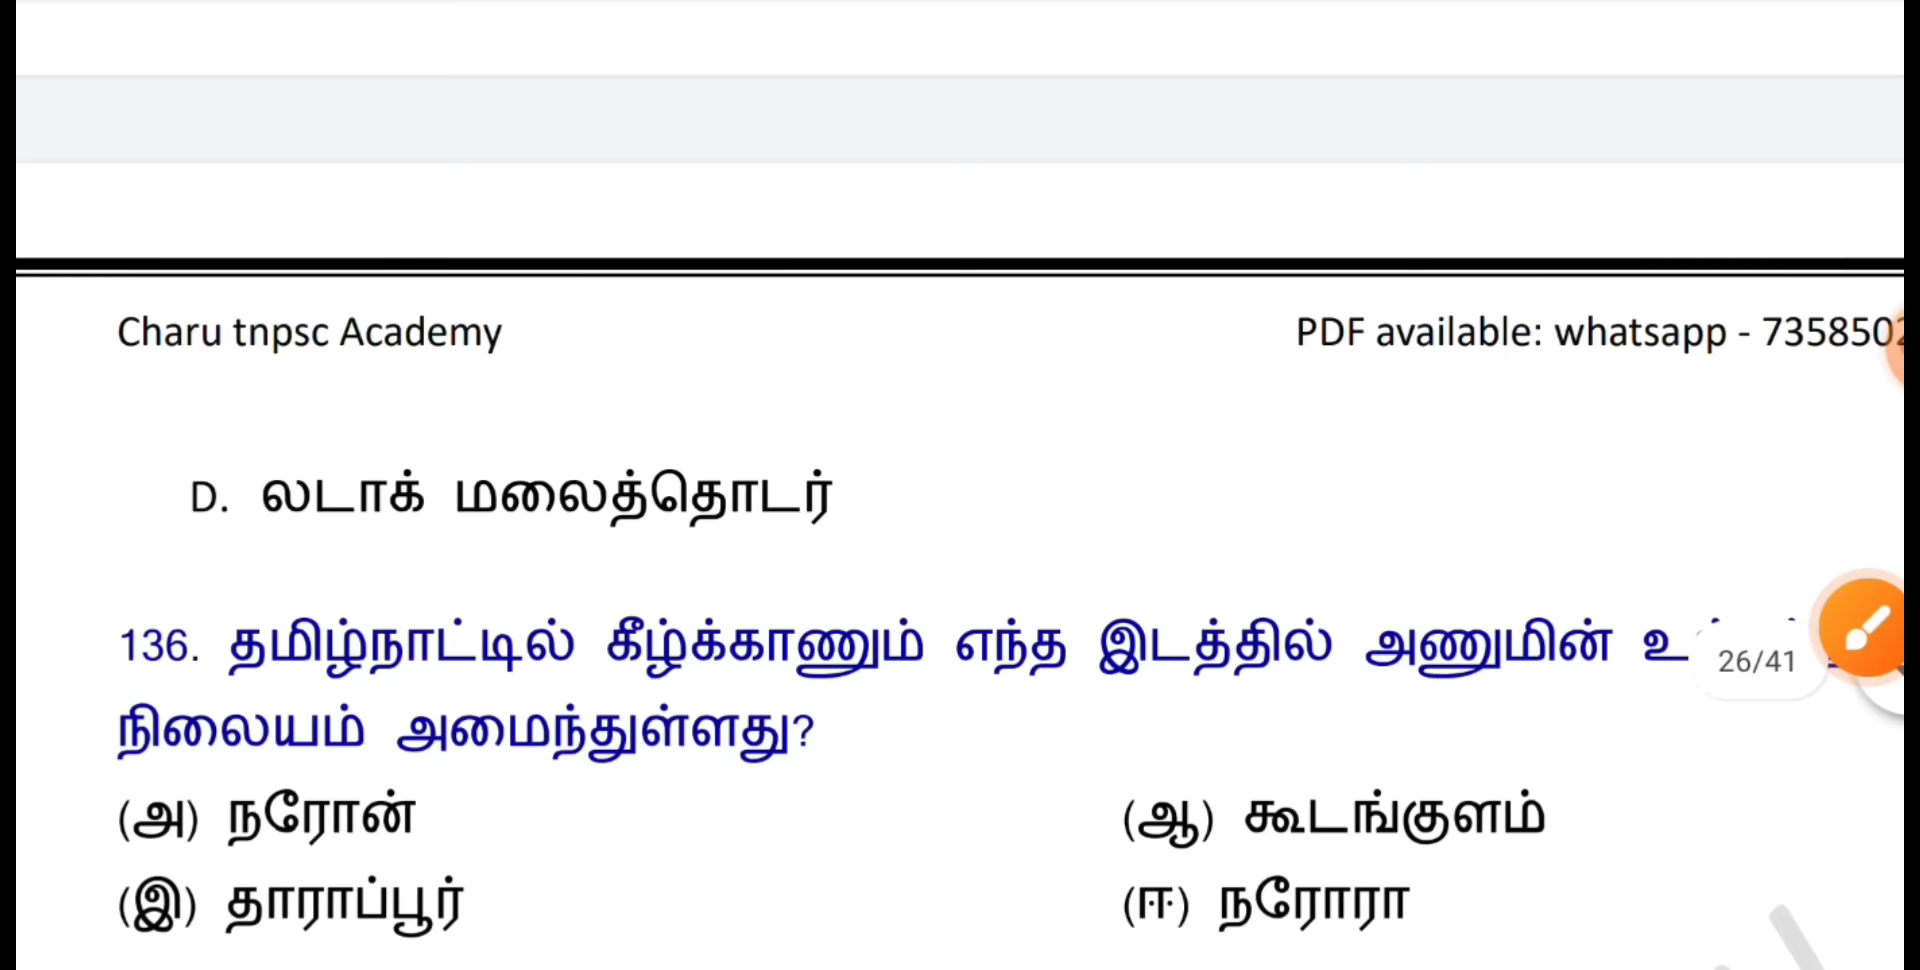 Charu tnpsc Academy PDF available: whatsapp - 735850
D. லடாக் மலைத்தொடர்
136. தமிழ்நாட்டில் கீழ்க்காணும் எந்த இடத்தில் அணுமின்
26/41
நிலையம் அமைந்துள்ளது?
(அ) நரோன் (ஆ) கூடங்குளம்
(இ) தாராப்பூர் (ஈ) நரோரா